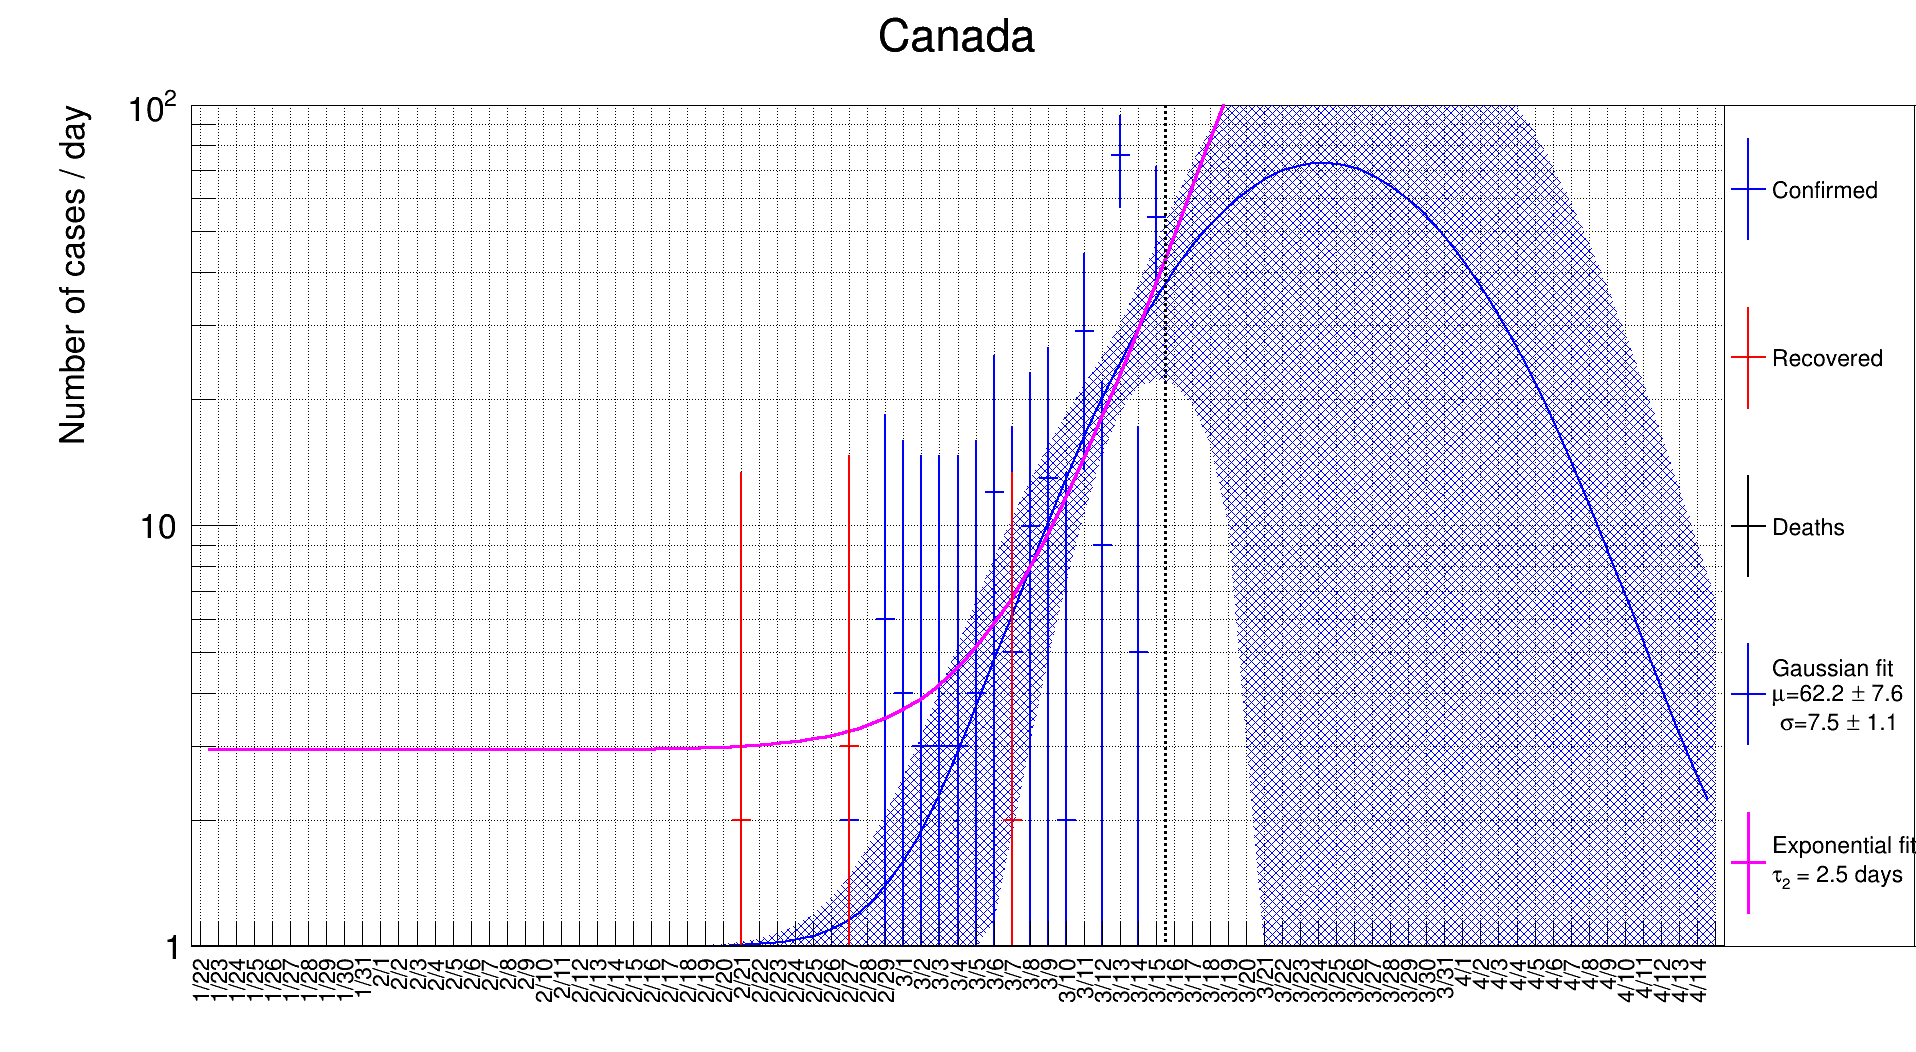 Canada
Number of cases / day
10²
10
1
1/22 1/23 1/24 1/25 1/26 1/27 1/28 1/29 1/30 1/31 2/1 2/2 2/3 2/4 2/5 2/6 2/7 2/8 2/9 2/10 2/11 2/12 2/13 2/14 2/15 2/16 2/17 2/18 2/19 2/20 2/21 2/22 2/23 2/24 2/25 2/26 2/27 2/28 2/29 3/1 3/2 3/3 3/4 3/5 3/6 3/7 3/8 3/9 3/10 3/11 3/12 3/13 3/14 3/15 3/16 3/17 3/18 3/19 3/20 3/21 3/22 3/23 3/24 3/25 3/26 3/27 3/28 3/29 3/30 3/31 4/1 4/2 4/3 4/4 4/5 4/6 4/7 4/8 4/9 4/10 4/11 4/12 4/13 4/14
Confirmed
Recovered
Deaths
Gaussian fit
μ=62.2 ± 7.6
σ=7.5 ± 1.1
Exponential fit
τ₂ = 2.5 days